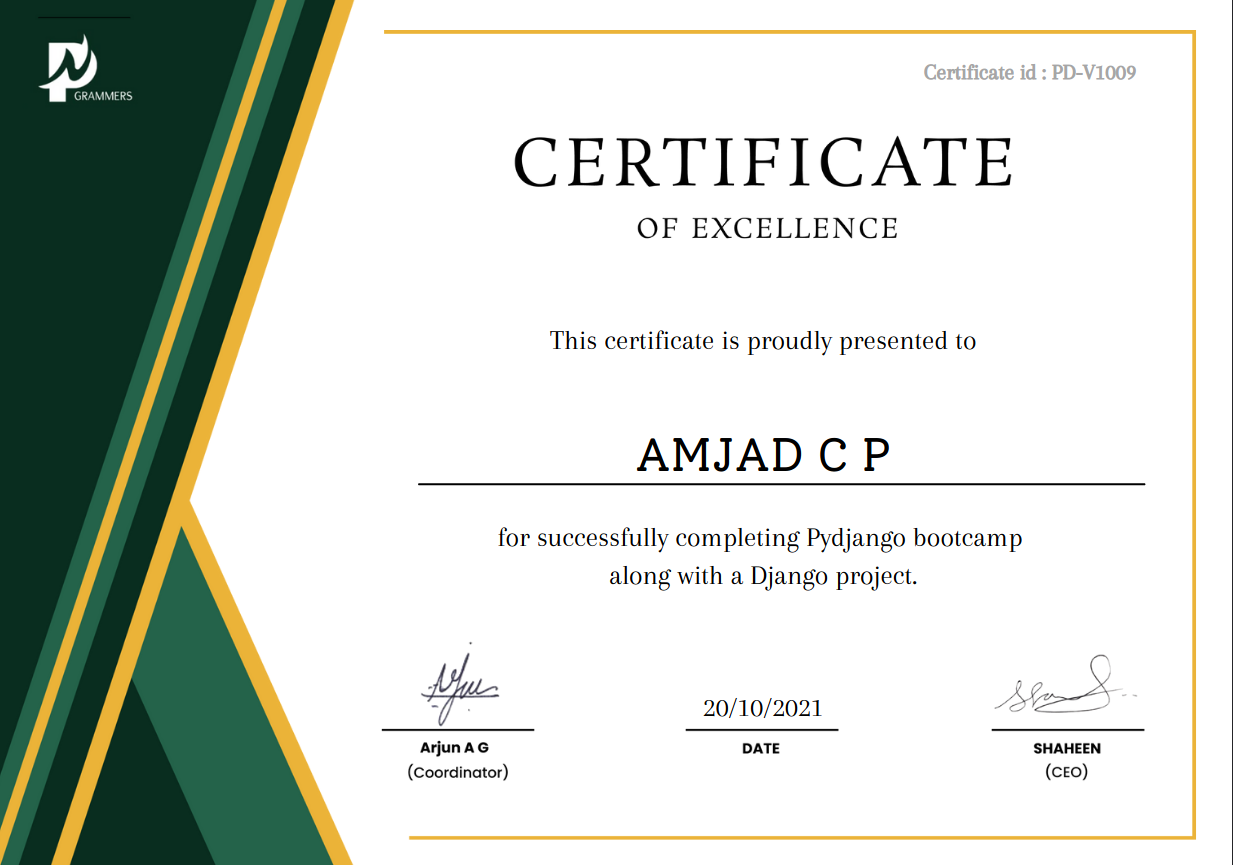 GRAMMERS
Certificate id : PD-V1009
CERTIFICATE
OF EXCELLENCE
This certificate is proudly presented to
AMJAD C P
for successfully completing Pydjango bootcamp
along with a Django project.
20/10/2021
Arjun A G
(Coordinator)
DATE
SHAHEEN
(CEO)